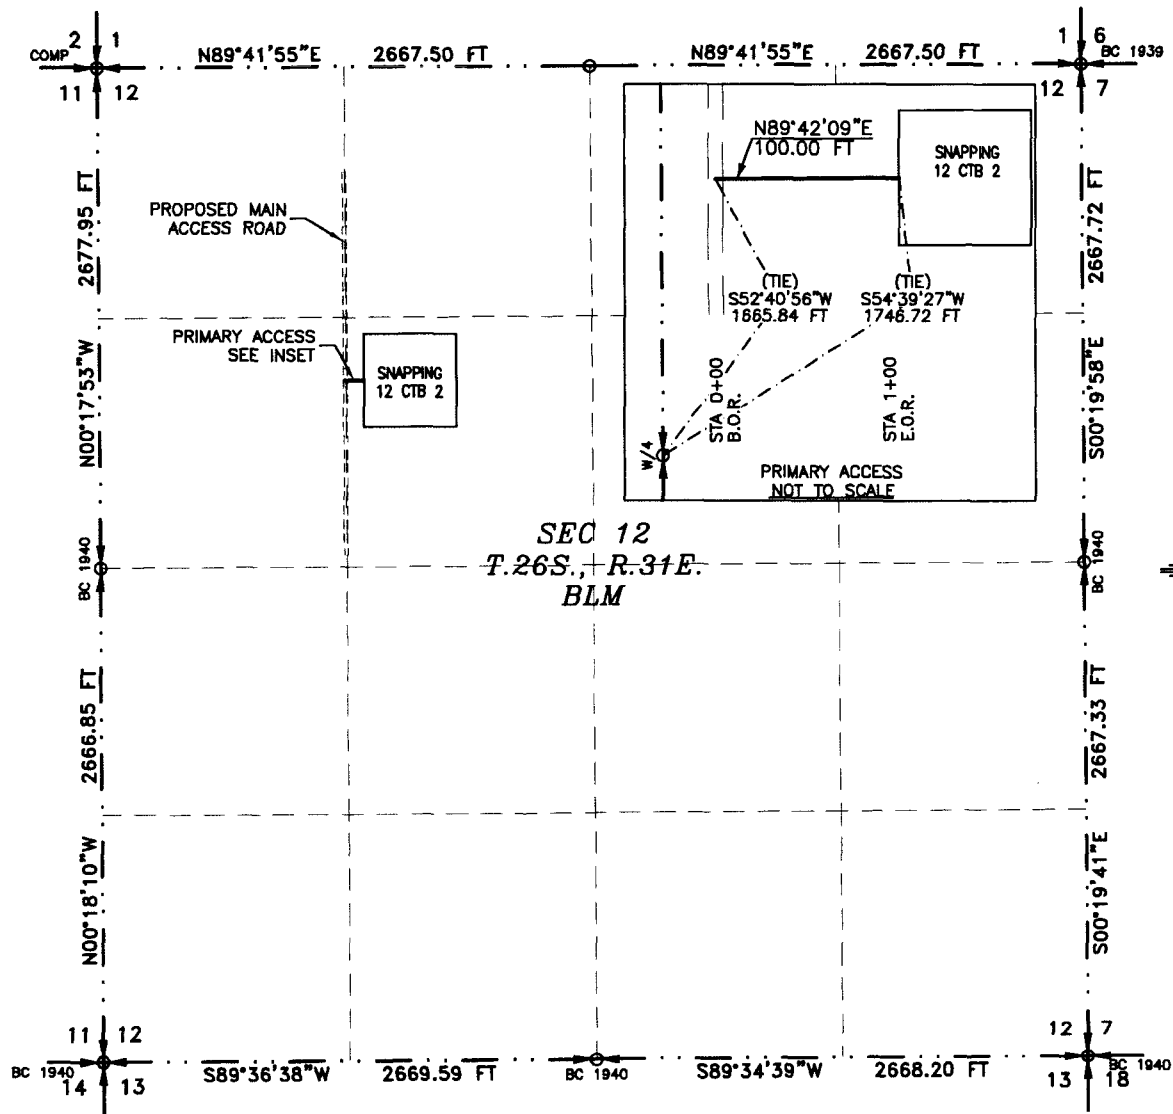 2 1
COMP
11 12
N89°41'55"E 2667.50 FT
N89°41'55"E 2667.50 FT
1 6
BC 1939
12 7
N89°42'09"E
100.00 FT
SNAPPING
12 CTB 2
(TIE)
S52°40'56"W
1665.84 FT
(TIE)
S54°39'27"W
1746.72 FT
STA 0+00
B.O.R.
STA 1+00
E.O.R.
W/4
PRIMARY ACCESS
NOT TO SCALE
PROPOSED MAIN
ACCESS ROAD
PRIMARY ACCESS
SEE INSET
SNAPPING
12 CTB 2
N00°17'53"W 2677.95 FT
S00°19'58"E 2667.72 FT
SEC 12
T.26S., R.31E.
BLM
BC 1940
BC 1940
N00°18'10"W 2666.85 FT
S00°19'41"E 2667.33 FT
11 12
BC 1940
14 13
S89°36'38"W 2669.59 FT
BC 1940
S89°34'39"W 2668.20 FT
12 7
BC 1940
13 18